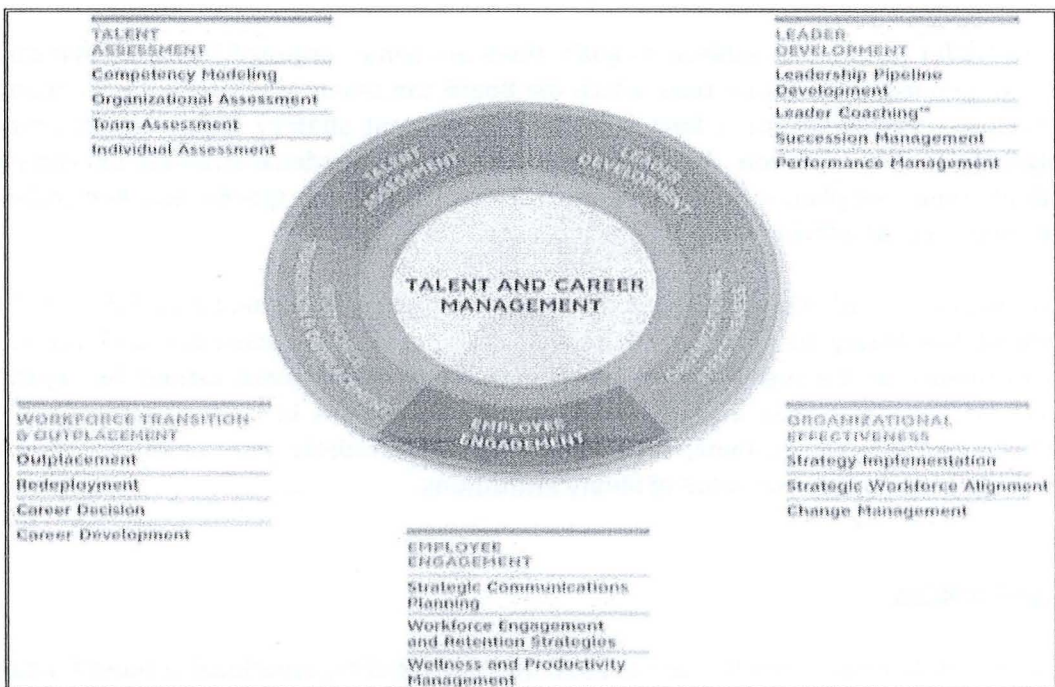 TALENT
ASSESSMENT
Competency Modeling
Organizational Assessment
Team Assessment
Individual Assessment
LEADER
DEVELOPMENT
Leadership Pipeline
Development
Leader Coaching™
Succession Management
Performance Management
TALENT
ASSESSMENT
LEADER
DEVELOPMENT
TALENT AND CAREER
MANAGEMENT
ORGANIZATIONAL
EFFECTIVENESS
EMPLOYEE
ENGAGEMENT
WORKFORCE TRANSITION
& OUTPLACEMENT
Outplacement
Redeployment
Career Decision
Career Development
ORGANIZATIONAL
EFFECTIVENESS
Strategy Implementation
Strategic Workforce Alignment
Change Management
EMPLOYEE
ENGAGEMENT
Strategic Communications
Planning
Workforce Engagement
and Retention Strategies
Wellness and Productivity
Management